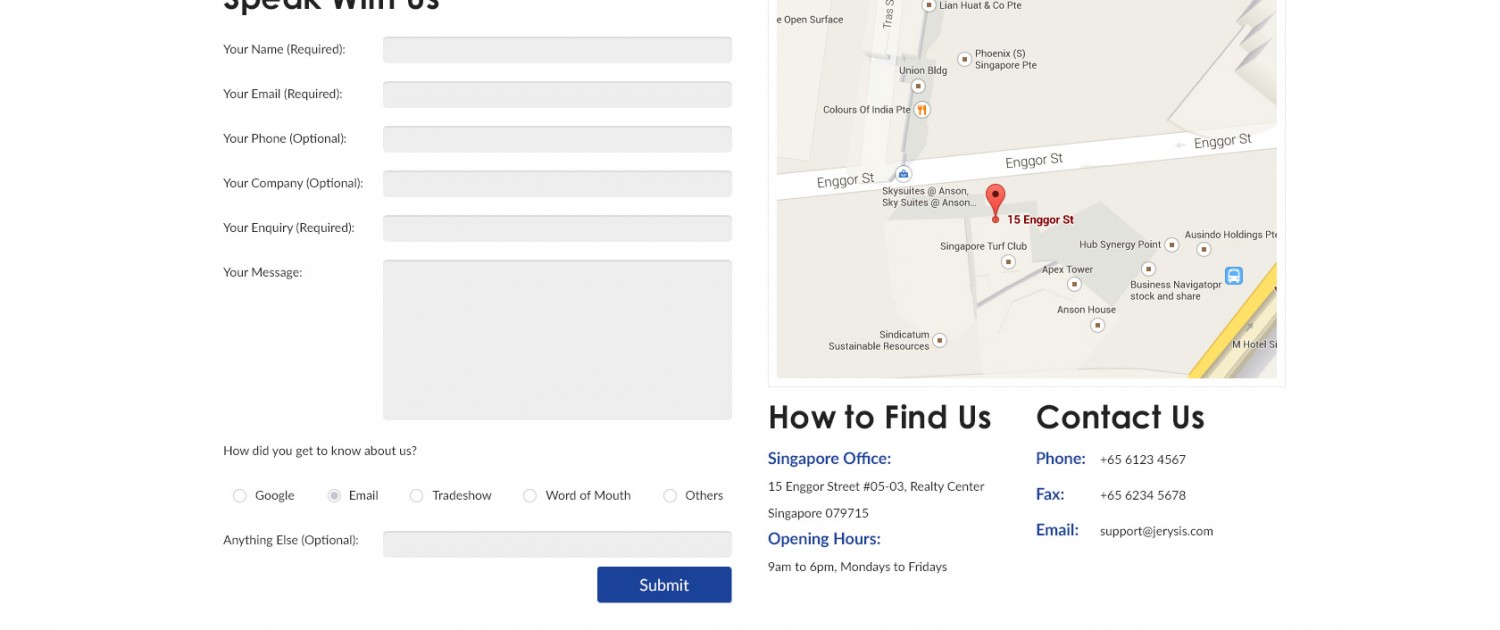 Speak With Us
Your Name (Required):
Your Email (Required):
Your Phone (Optional):
Your Company (Optional):
Your Enquiry (Required):
Your Message:
How did you get to know about us?
Google
Email
Tradeshow
Word of Mouth
Others
Anything Else (Optional):
Submit
Lian Huat & Co Pte
e Open Surface
Tras S
Phoenix (S)
Singapore Pte
Union Bldg
Colours Of India Pte
Enggor St
Enggor St
Enggor St
Skysuites @ Anson,
Sky Suites @ Anson...
15 Enggor St
Singapore Turf Club
Hub Synergy Point
Ausindo Holdings Pte
Apex Tower
Business Navigatopr
stock and share
Anson House
Sindicatum
Sustainable Resources
M Hotel Si
How to Find Us
Singapore Office:
15 Enggor Street #05-03, Realty Center
Singapore 079715
Opening Hours:
9am to 6pm, Mondays to Fridays
Contact Us
Phone: +65 6123 4567
Fax: +65 6234 5678
Email: support@jerysis.com